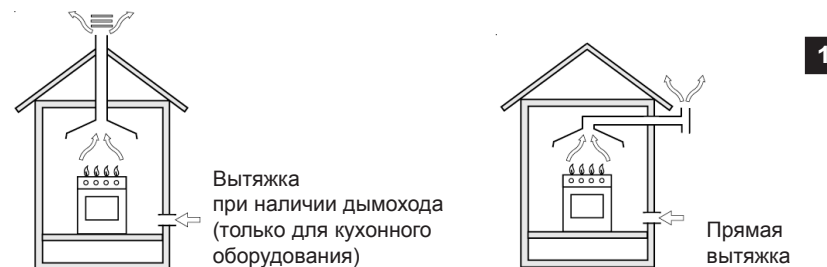 1
Вытяжка
при наличии дымохода
(только для кухонного
оборудования)
Прямая
вытяжка